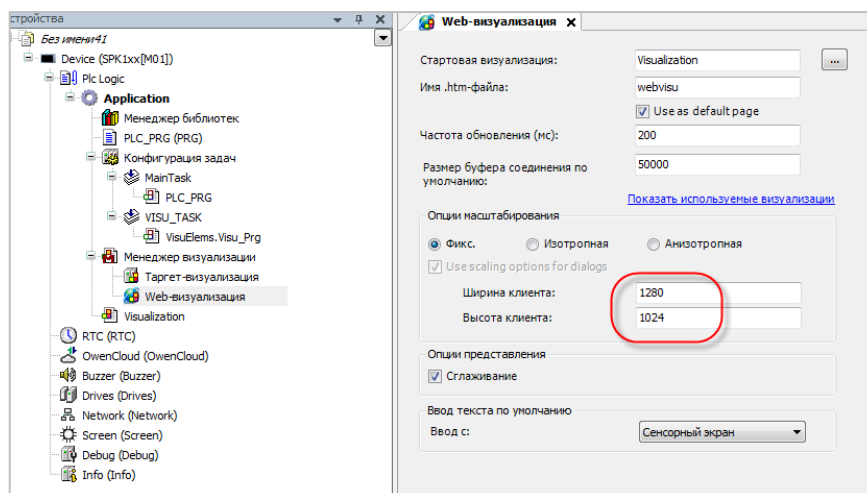 стройства
Без имени41
Device (SPK1xx[M01])
Plc Logic
Application
Менеджер библиотек
PLC_PRG (PRG)
Конфигурация задач
MainTask
PLC_PRG
VISU_TASK
VisuElems.Visu_Prg
Менеджер визуализации
Таргет-визуализация
Web-визуализация
Visualization
RTC (RTC)
OwenCloud (OwenCloud)
Buzzer (Buzzer)
Drives (Drives)
Network (Network)
Screen (Screen)
Debug (Debug)
Info (Info)
Web-визуализация
Стартовая визуализация: Visualization ...
Имя .htm-файла: webvisu
Use as default page
Частота обновления (мс): 200
Размер буфера соединения по 50000
умолчанию:
Показать используемые визуализации
Опции масштабирования
Фикс. Изотропная Анизотропная
Use scaling options for dialogs
Ширина клиента: 1280
Высота клиента: 1024
Опции представления
Сглаживание
Ввод текста по умолчанию
Ввод с: Сенсорный экран